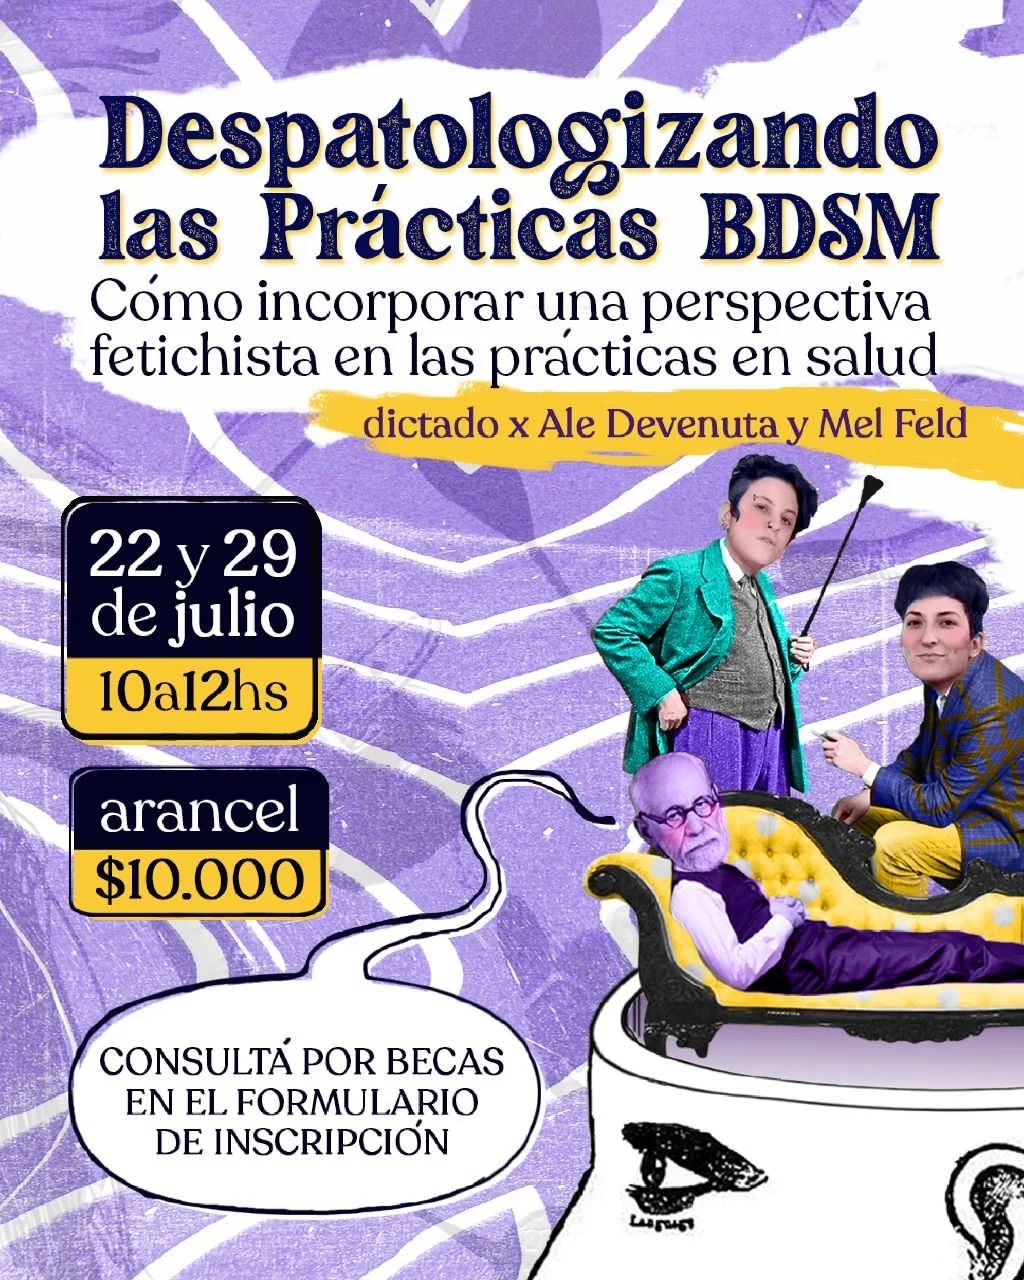 Despatologizando
las Prácticas BDSM
Cómo incorporar una perspectiva
fetichista en las prácticas en salud
dictado x Ale Devenuta y Mel Feld
22 y 29
de julio
10a12hs
arancel
$10.000
CONSULTÁ POR BECAS
EN EL FORMULARIO
DE INSCRIPCIÓN
Language